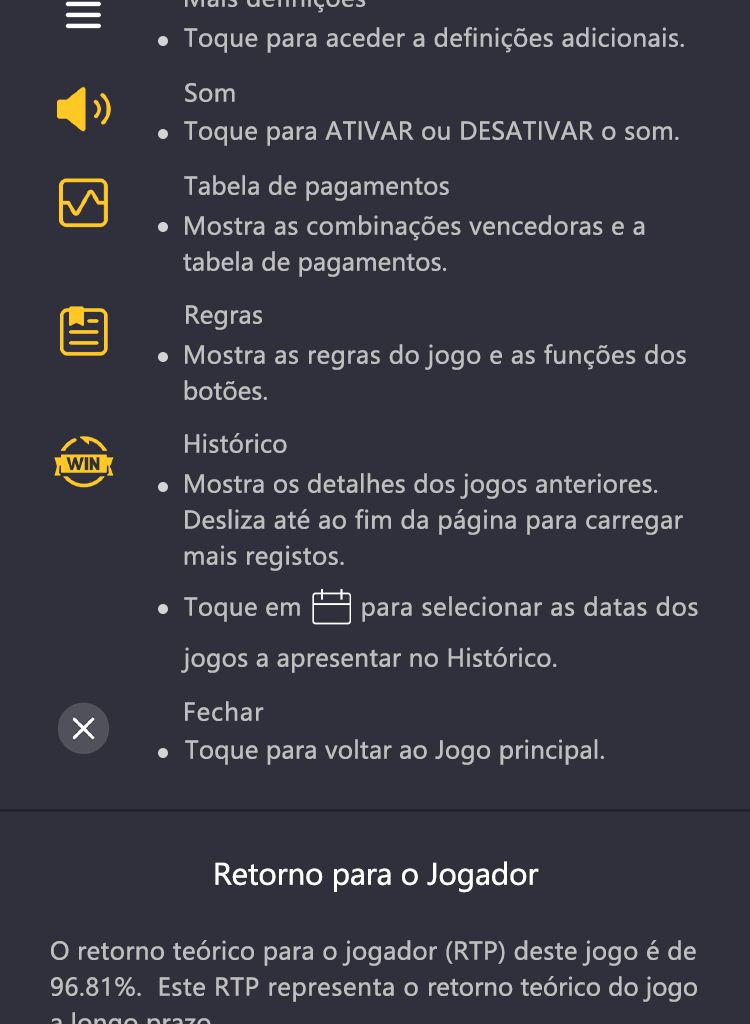 Mais definições
Toque para aceder a definições adicionais.
Som
Toque para ATIVAR ou DESATIVAR o som.
Tabela de pagamentos
Mostra as combinações vencedoras e a
tabela de pagamentos.
Regras
Mostra as regras do jogo e as funções dos
botões.
WIN
Histórico
Mostra os detalhes dos jogos anteriores.
Desliza até ao fim da página para carregar
mais registos.
Toque em para selecionar as datas dos
jogos a apresentar no Histórico.
Fechar
Toque para voltar ao Jogo principal.
Retorno para o Jogador
O retorno teórico para o jogador (RTP) deste jogo é de
96.81%. Este RTP representa o retorno teórico do jogo
a longo prazo